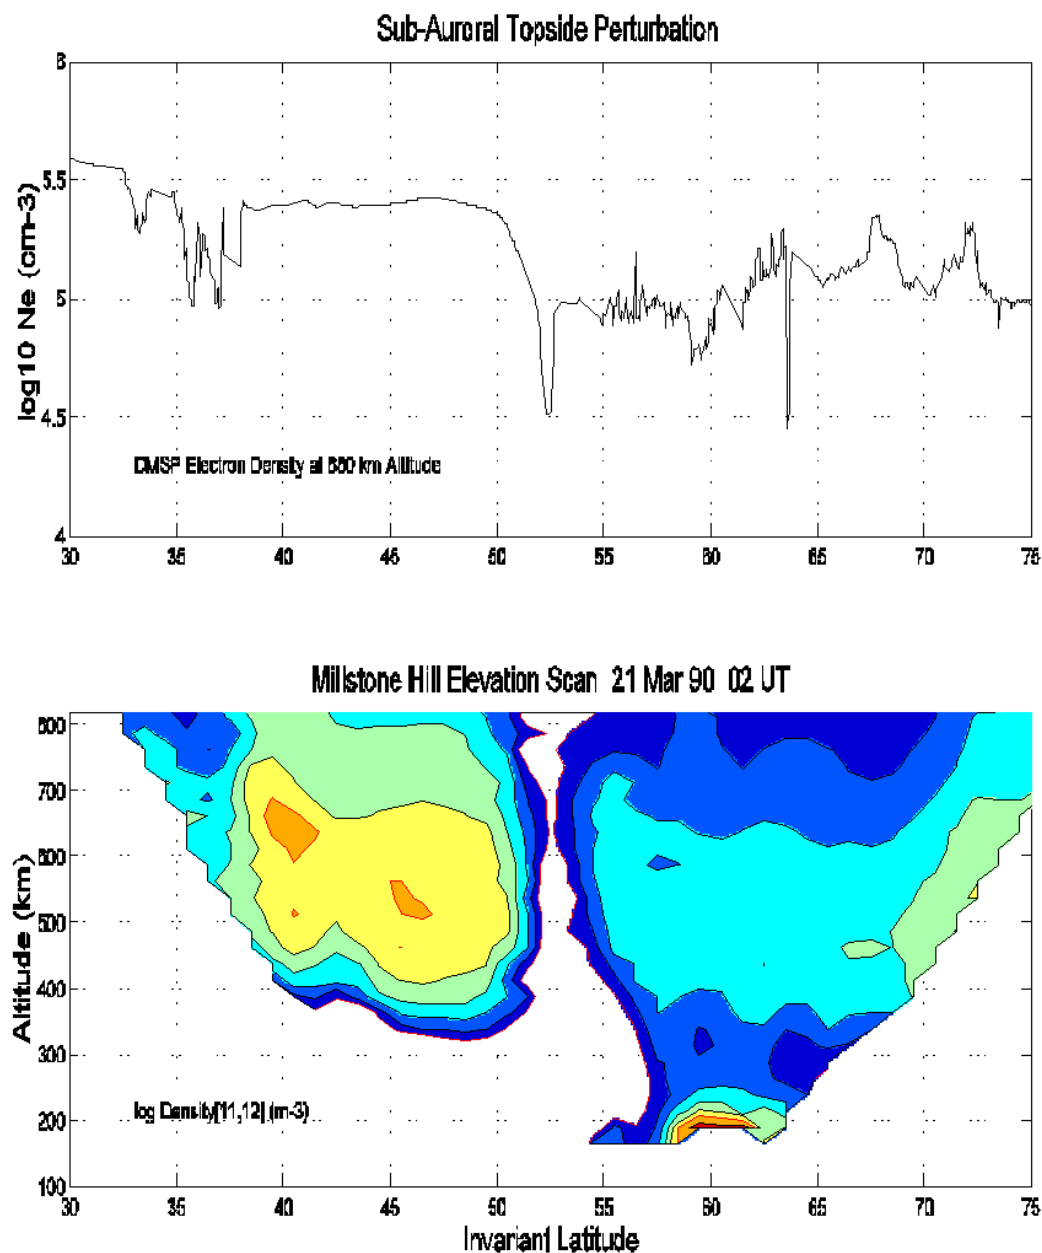 Sub-Auroral Topside Perturbation
6
5.5
5
4.5
4
log10 Ne (cm-3)
DMSP Electron Density at 850 km Altitude
30 35 40 45 50 55 60 65 70 75
Millstone Hill Elevation Scan 21 Mar 90 02 UT
800
700
600
500
400
300
200
100
Altitude (km)
log Density[11,12] (m-3)
30 35 40 45 50 55 60 65 70 75
Invariant Latitude